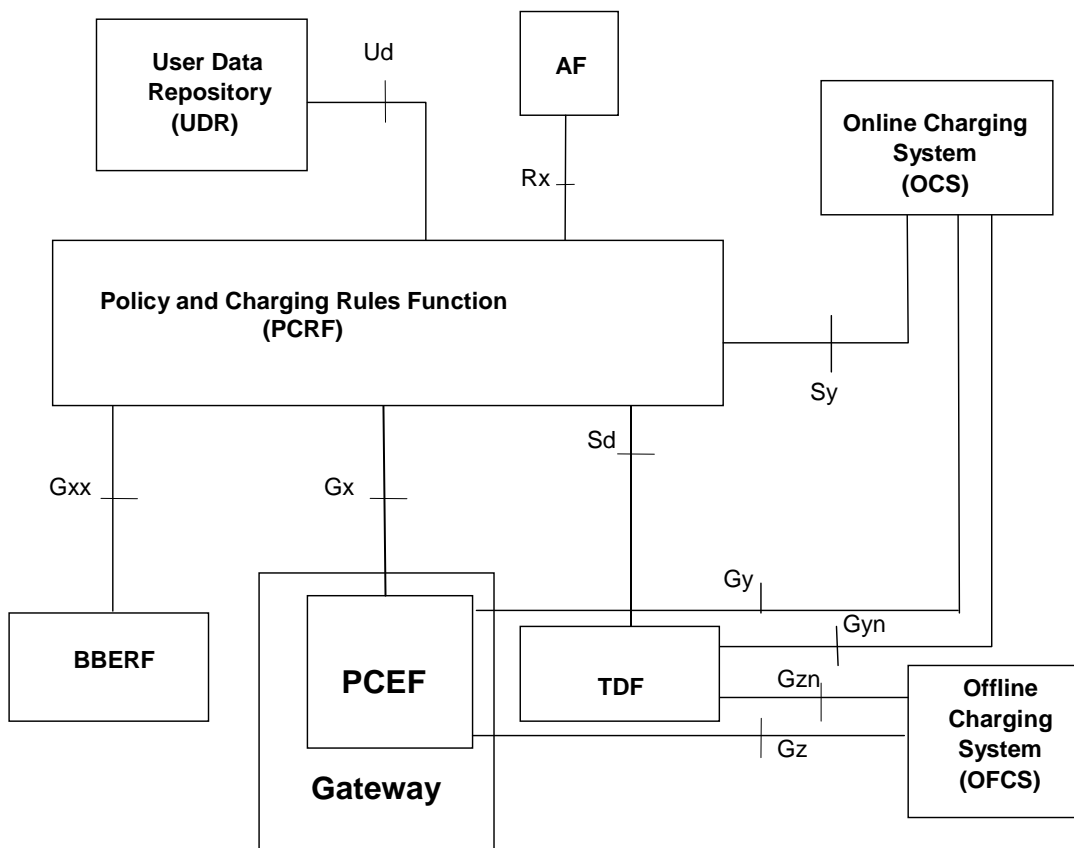 User Data
Repository
(UDR)
Ud
AF
Rx
Online Charging
System
(OCS)
Policy and Charging Rules Function
(PCRF)
Sy
Sd
Gxx
Gx
Gy
Gyn
BBERF
PCEF
TDF
Gzn
Gz
Offline
Charging
System
(OFCS)
Gateway